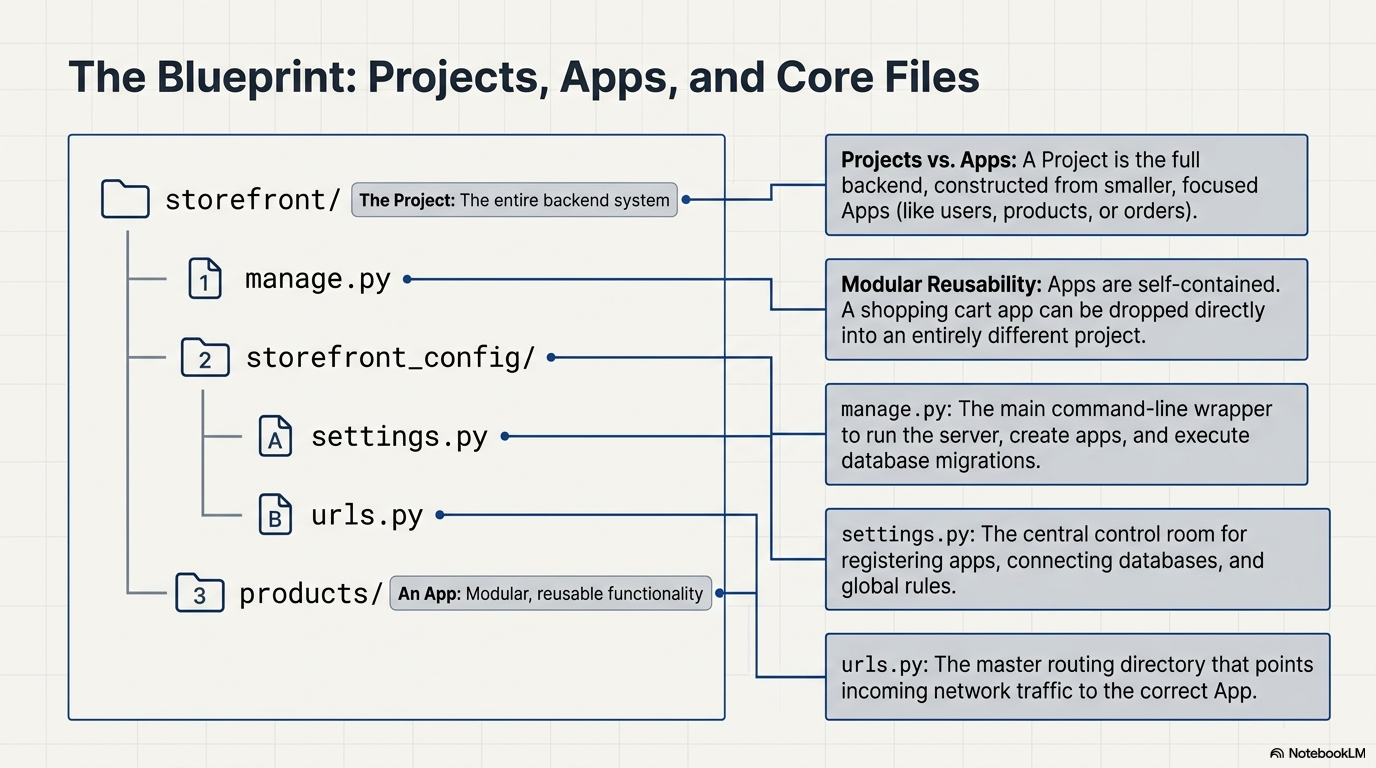 The Blueprint: Projects, Apps, and Core Files
storefront/
The Project: The entire backend system
1
manage.py
2
storefront_config/
A
settings.py
B
urls.py
3
products/
An App: Modular, reusable functionality
Projects vs. Apps: A Project is the full
backend, constructed from smaller, focused
Apps (like users, products, or orders).
Modular Reusability: Apps are self-contained.
A shopping cart app can be dropped directly
into an entirely different project.
manage.py: The main command-line wrapper
to run the server, create apps, and execute
database migrations.
settings.py: The central control room for
registering apps, connecting databases, and
global rules.
urls.py: The master routing directory that points
incoming network traffic to the correct App.
NotebookLM